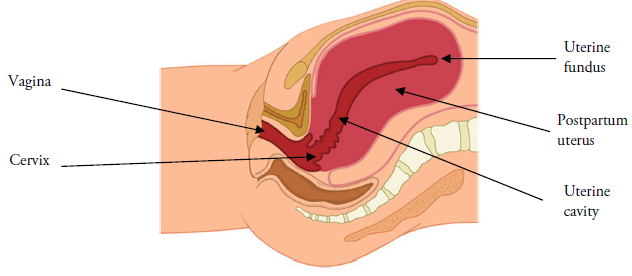 Uterine
fundus
Vagina
Postpartum
uterus
Cervix
Uterine
cavity